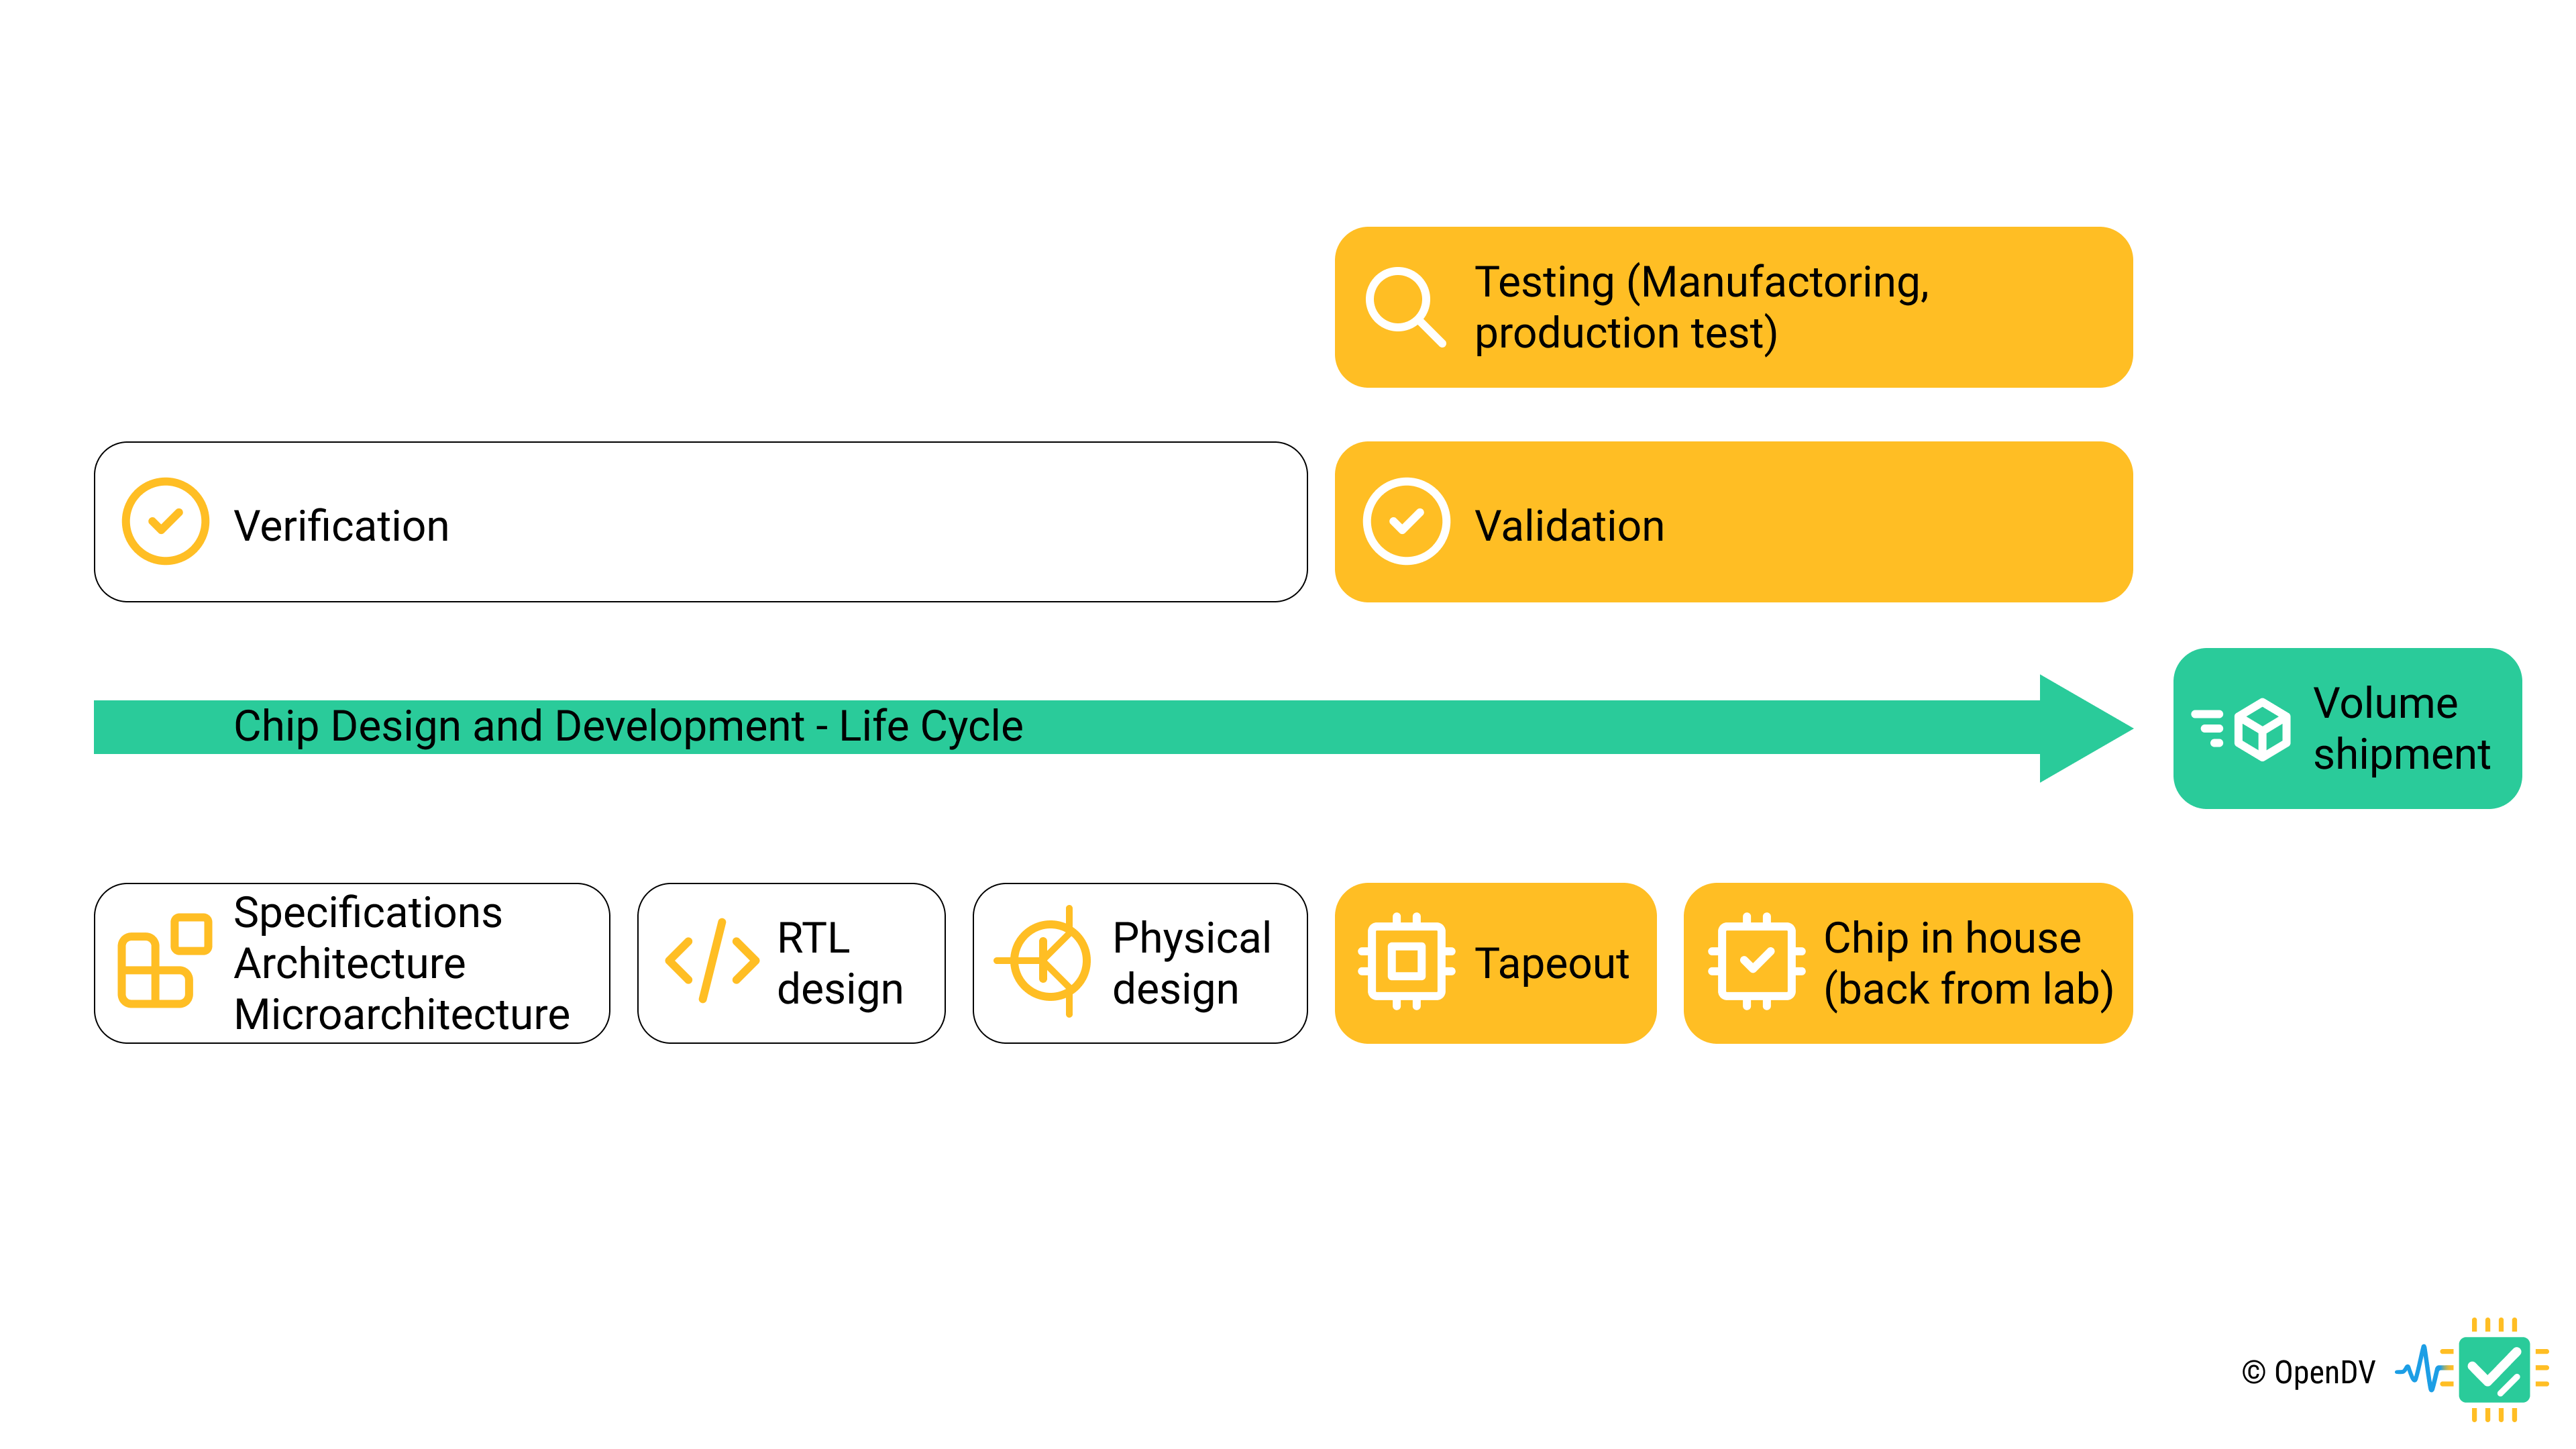 Testing (Manufactoring,
production test)
Verification
Validation
Chip Design and Development - Life Cycle
Volume
shipment
Specifications
Architecture
Microarchitecture
RTL
design
Physical
design
Tapeout
Chip in house
(back from lab)
© OpenDV